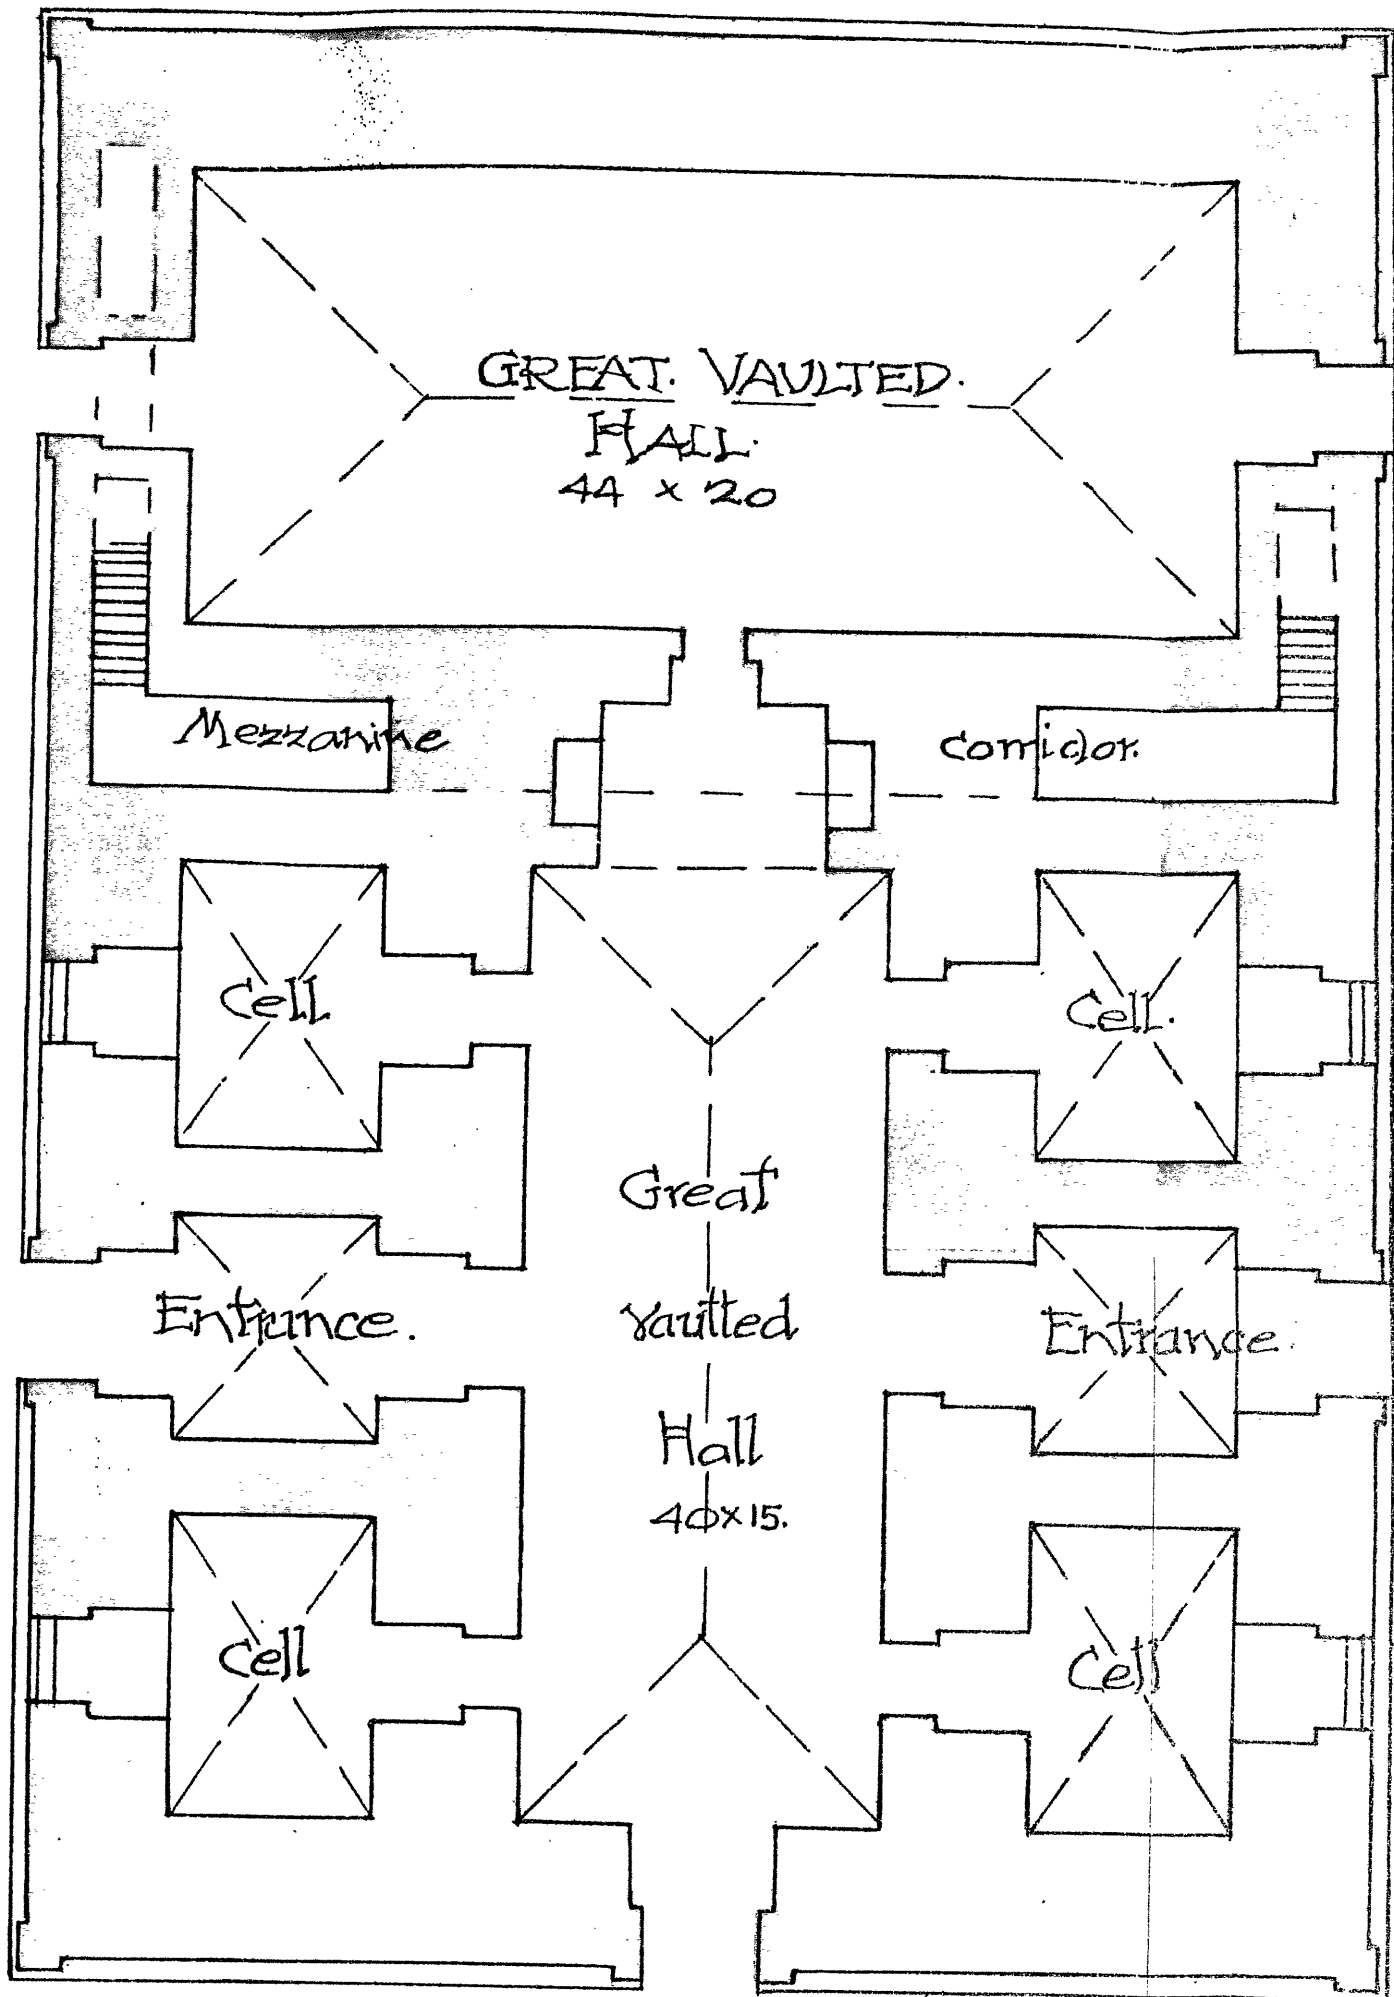 GREAT. VAULTED.
HALL.
44 x 20
Mezzanine corridor.
Cell Cell.
Great
Vaulted
Hall
40x15.
Entrance. Entrance.
Cell Cell